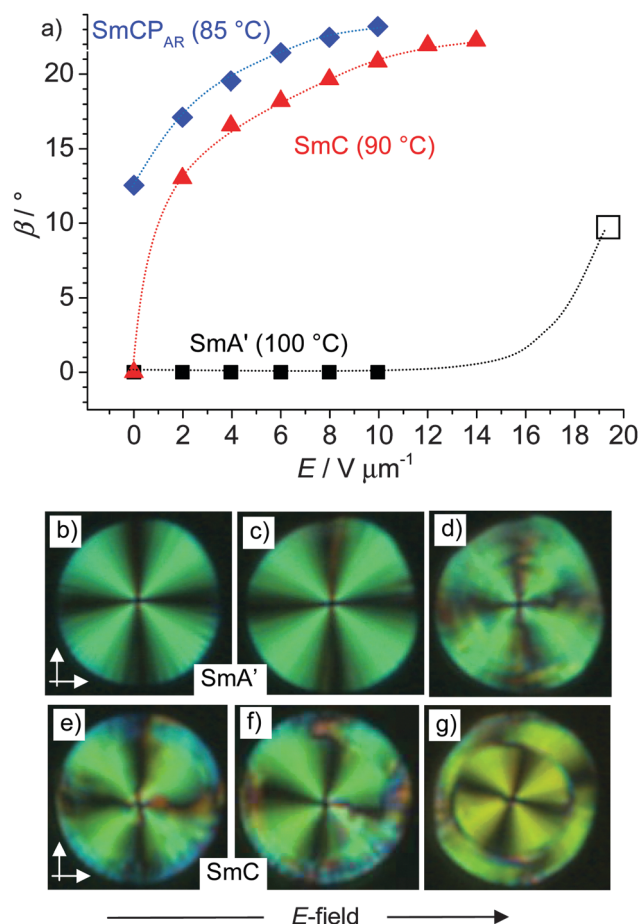 a)
SmCP_AR (85 °C)
SmC (90 °C)
SmA' (100 °C)
β / °
20
15
10
5
0
0 2 4 6 8 10 12 14 16 18 20
E / V μm⁻¹
b) c) d)
SmA'
e) f) g)
SmC
E-field